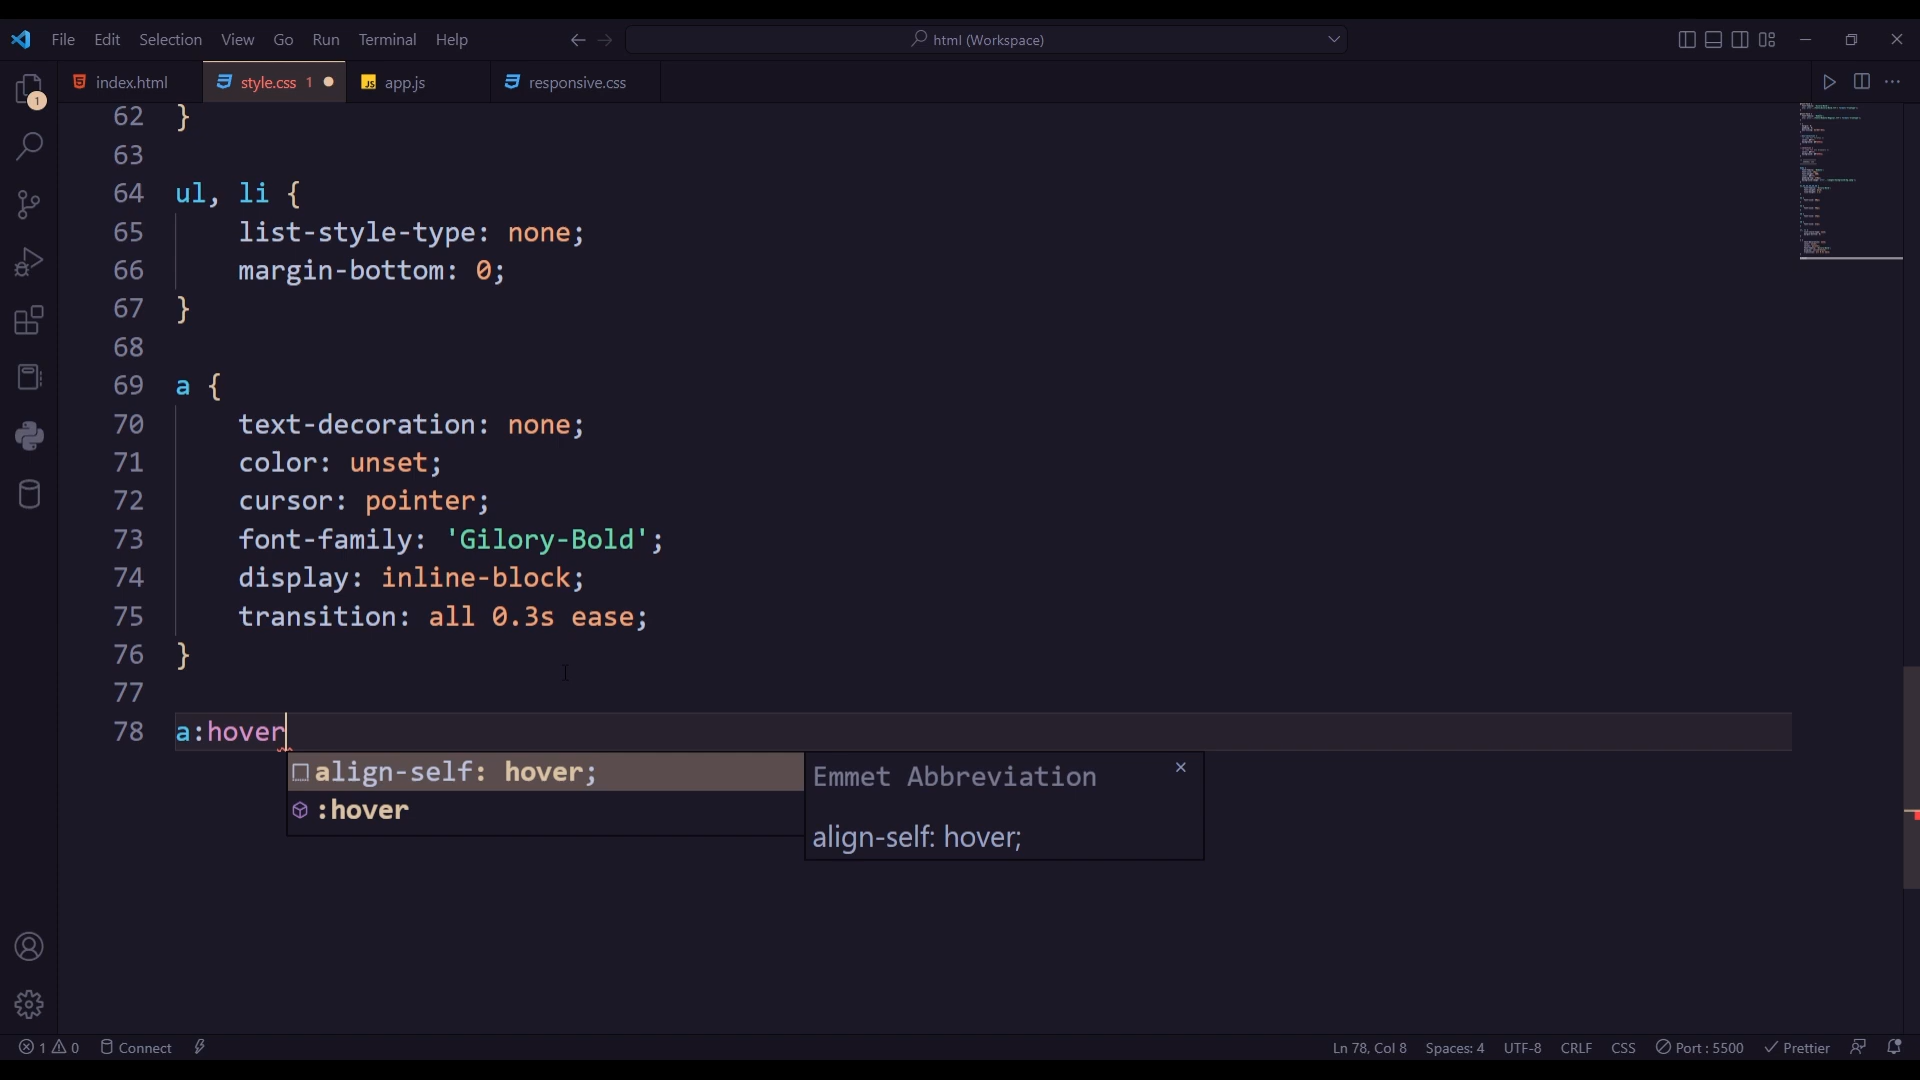 File Edit Selection View Go Run Terminal Help
html (Workspace)
index.html style.css 1 app.js responsive.css
1
62 }
63
64 ul, li {
65 list-style-type: none;
66 margin-bottom: 0;
67 }
68
69 a {
70 text-decoration: none;
71 color: unset;
72 cursor: pointer;
73 font-family: 'Gilory-Bold';
74 display: inline-block;
75 transition: all 0.3s ease;
76 }
77
78 a:hover
align-self: hover;
:hover
Emmet Abbreviation
align-self: hover;
1 0 Connect Ln 78, Col 8 Spaces: 4 UTF-8 CRLF CSS Port : 5500 Prettier